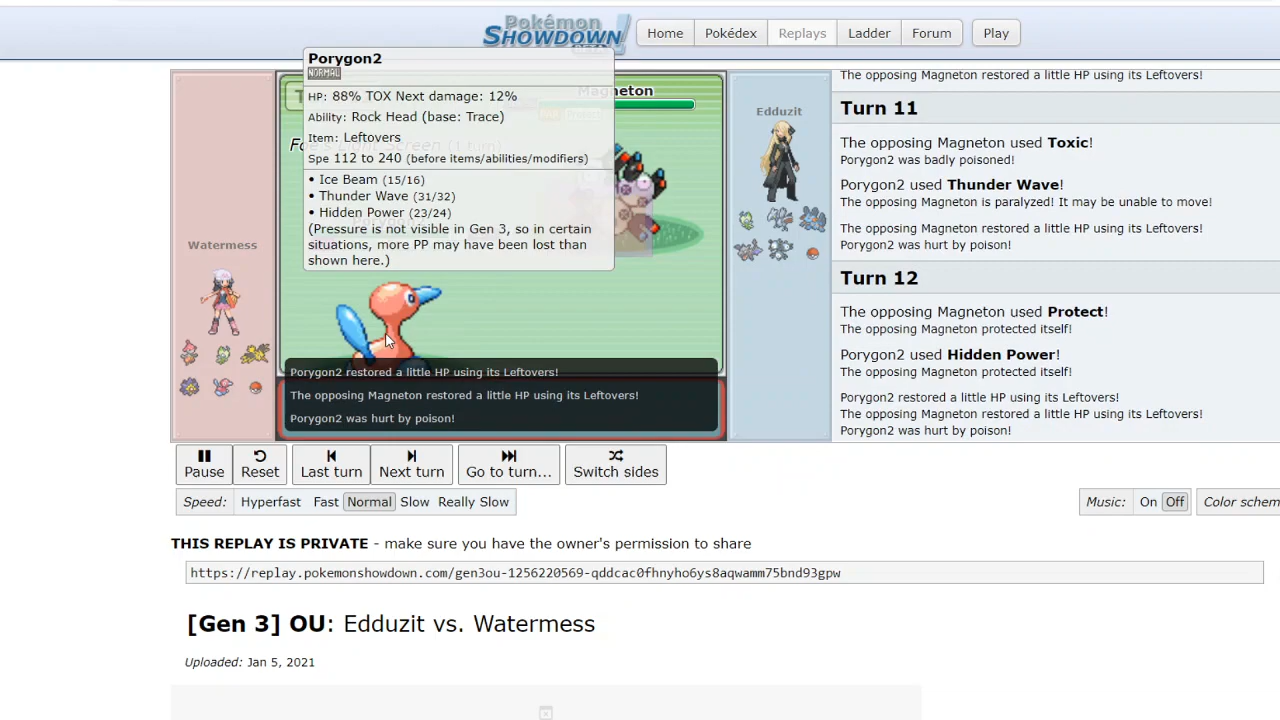 Pokémon
SHOWDOWN!
BETA
Home
Pokédex
Replays
Ladder
Forum
Play
Porygon2
NORMAL
HP: 88% TOX Next damage: 12%
Ability: Rock Head (base: Trace)
Item: Leftovers
Spe 112 to 240 (before items/abilities/modifiers)
• Ice Beam (15/16)
• Thunder Wave (31/32)
• Hidden Power (23/24)
(Pressure is not visible in Gen 3, so in certain
situations, more PP may have been lost than
shown here.)
Magneton
Foe's Light Screen (1 turn)
Watermess
Edduzit
Porygon2 restored a little HP using its Leftovers!
The opposing Magneton restored a little HP using its Leftovers!
Porygon2 was hurt by poison!
The opposing Magneton restored a little HP using its Leftovers!
Turn 11
The opposing Magneton used Toxic!
Porygon2 was badly poisoned!
Porygon2 used Thunder Wave!
The opposing Magneton is paralyzed! It may be unable to move!
The opposing Magneton restored a little HP using its Leftovers!
Porygon2 was hurt by poison!
Turn 12
The opposing Magneton used Protect!
The opposing Magneton protected itself!
Porygon2 used Hidden Power!
The opposing Magneton protected itself!
Porygon2 restored a little HP using its Leftovers!
The opposing Magneton restored a little HP using its Leftovers!
Porygon2 was hurt by poison!
Pause
Reset
Last turn
Next turn
Go to turn...
Switch sides
Speed: Hyperfast Fast Normal Slow Really Slow
Music: On Off
Color schem
THIS REPLAY IS PRIVATE - make sure you have the owner's permission to share
https://replay.pokemonshowdown.com/gen3ou-1256220569-qddcac0fhnyho6ys8aqwamm75bnd93gpw
[Gen 3] OU: Edduzit vs. Watermess
Uploaded: Jan 5, 2021